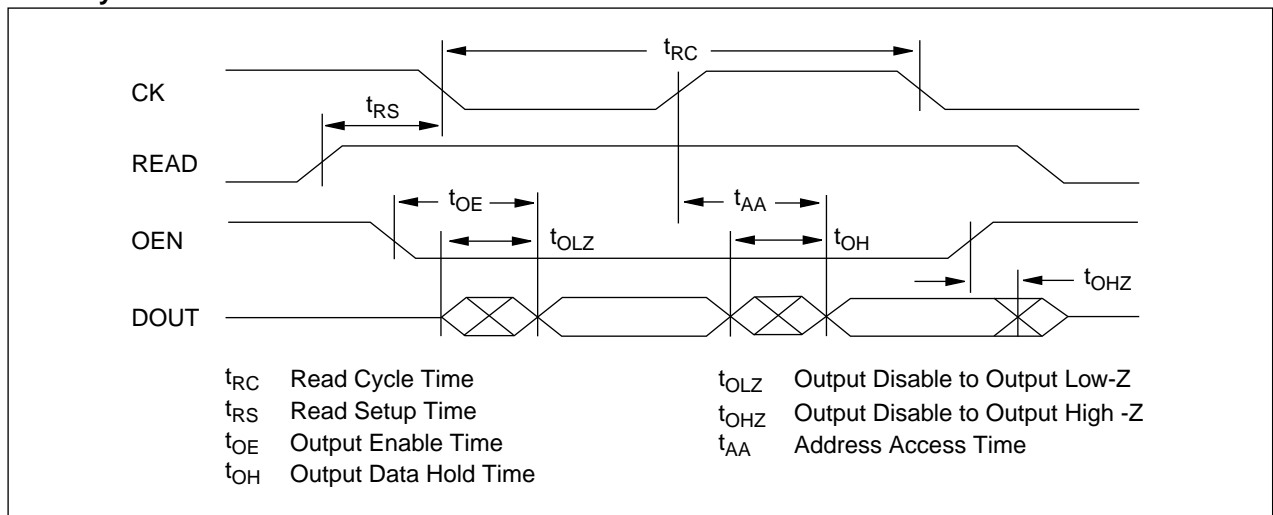 tRC
CK
tRS
READ
tOE
tAA
OEN
tOLZ
tOH
tOHZ
DOUT
tRC Read Cycle Time
tRS Read Setup Time
tOE Output Enable Time
tOH Output Data Hold Time
tOLZ Output Disable to Output Low-Z
tOHZ Output Disable to Output High -Z
tAA Address Access Time